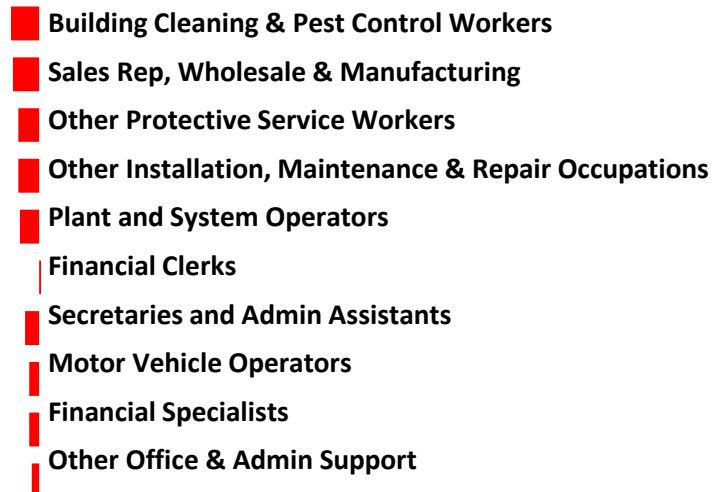 Building Cleaning & Pest Control Workers
Sales Rep, Wholesale & Manufacturing
Other Protective Service Workers
Other Installation, Maintenance & Repair Occupations
Plant and System Operators
Financial Clerks
Secretaries and Admin Assistants
Motor Vehicle Operators
Financial Specialists
Other Office & Admin Support